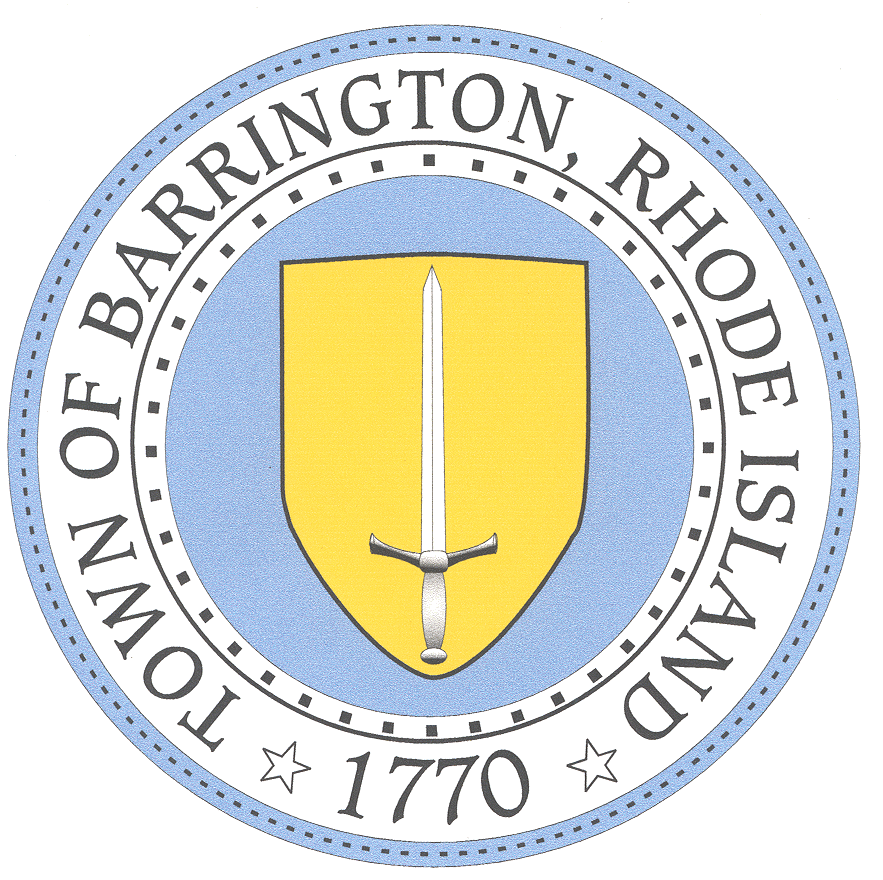 TOWN OF BARRINGTON, RHODE ISLAND
1770